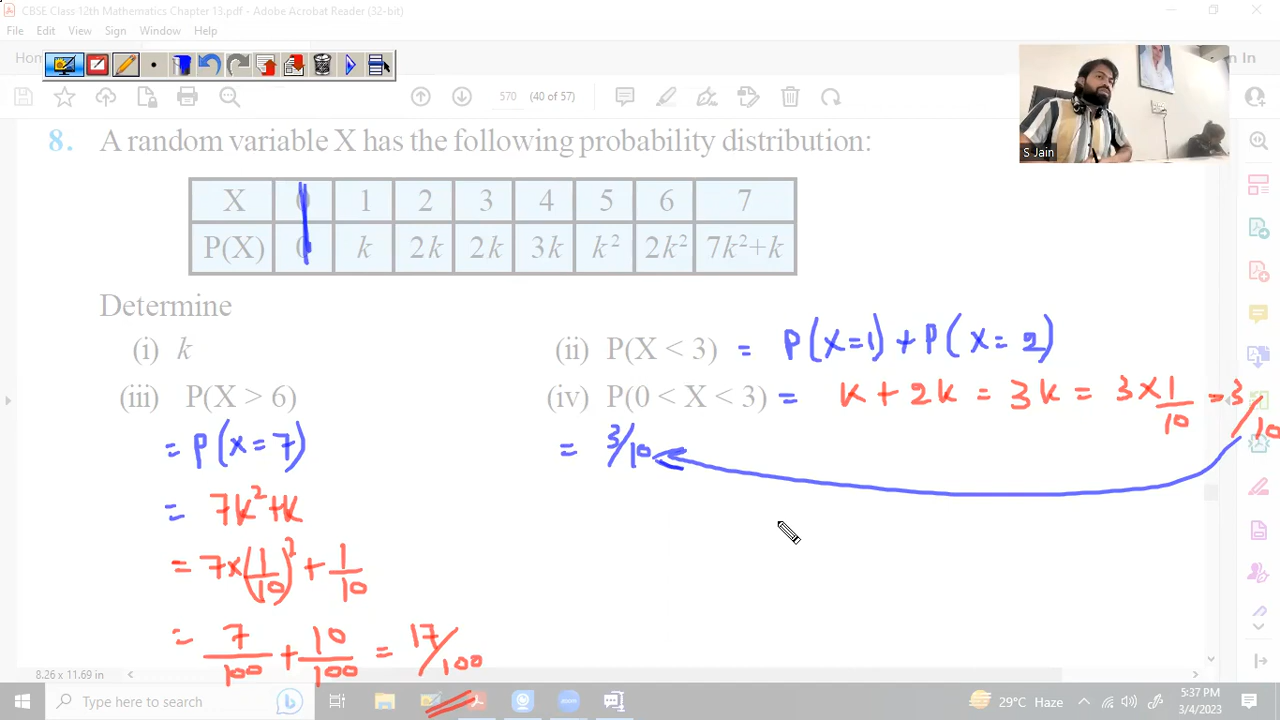 CBSE Class 12th Mathematics Chapter 13.pdf - Adobe Acrobat Reader (32-bit)
File Edit View Sign Window Help
Hom
In
570 (40 of 57)
S Jain
8. A random variable X has the following probability distribution:
X 0 1 2 3 4 5 6 7
P(X) 0 k 2k 2k 3k k² 2k² 7k²+k
Determine
(i) k (ii) P(X < 3) = P(X=1) + P(X=2)
(iii) P(X > 6) (iv) P(0 < X < 3) = k + 2k = 3k = 3×1/10 = 3/10
= P(X=7) = 3/10
= 7k²+k
= 7×(1/10)² + 1/10
= 7/100 + 10/100 = 17/100
8.26 x 11.69 in
Type here to search
29°C Haze
5:37 PM
3/4/2023